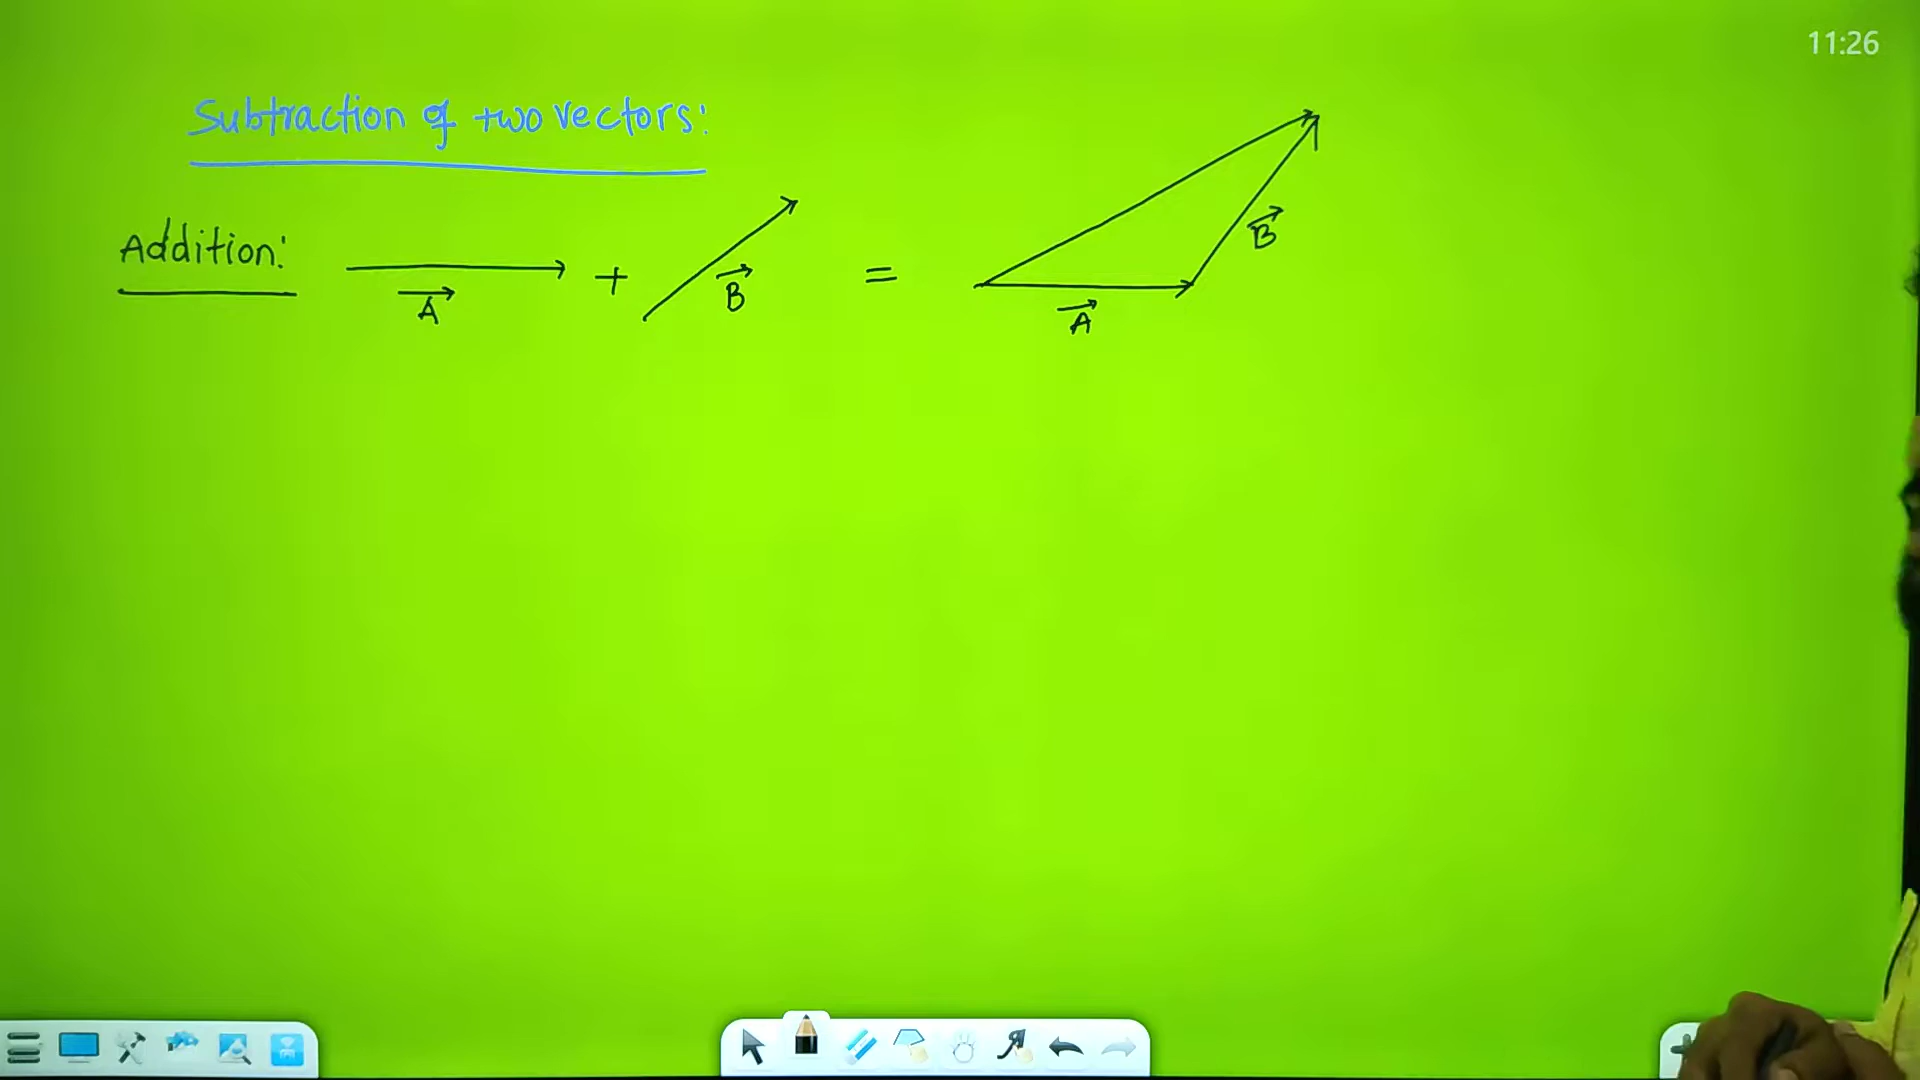 11:26
Subtraction of two vectors:
Addition: A⃗ + B⃗ = A⃗ B⃗